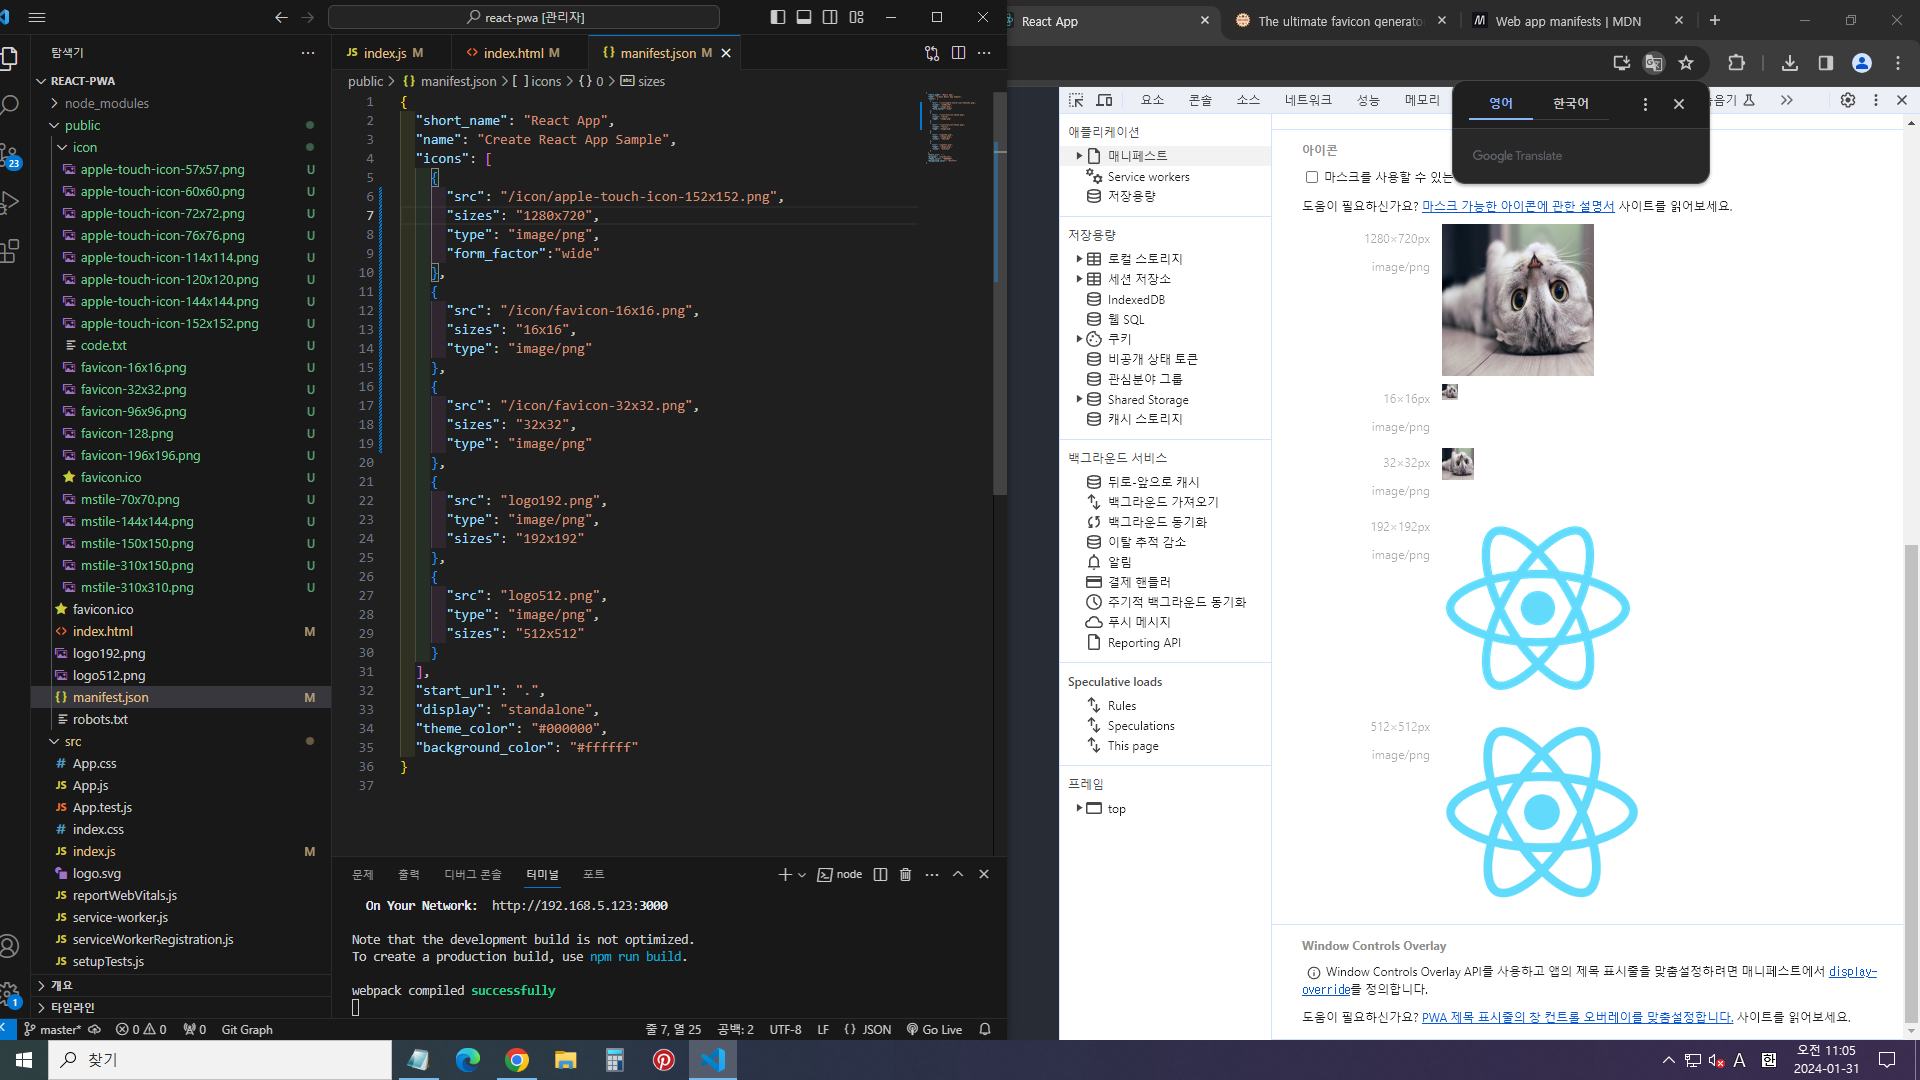 react-pwa [관리자]
탐색기
REACT-PWA
node_modules
public
icon
apple-touch-icon-57x57.png U
apple-touch-icon-60x60.png U
apple-touch-icon-72x72.png U
apple-touch-icon-76x76.png U
apple-touch-icon-114x114.png U
apple-touch-icon-120x120.png U
apple-touch-icon-144x144.png U
apple-touch-icon-152x152.png U
code.txt U
favicon-16x16.png U
favicon-32x32.png U
favicon-96x96.png U
favicon-128.png U
favicon-196x196.png U
favicon.ico U
mstile-70x70.png U
mstile-144x144.png U
mstile-150x150.png U
mstile-310x150.png U
mstile-310x310.png U
favicon.ico
index.html M
logo192.png
logo512.png
manifest.json M
robots.txt
src
App.css
App.js
App.test.js
index.css
index.js M
logo.svg
reportWebVitals.js
service-worker.js
serviceWorkerRegistration.js
setupTests.js
개요
타임라인
23
1
index.js M
index.html M
manifest.json M
public > manifest.json > [ ] icons > { } 0 > sizes
1 {
2 "short_name": "React App",
3 "name": "Create React App Sample",
4 "icons": [
5 {
6 "src": "/icon/apple-touch-icon-152x152.png",
7 "sizes": "1280x720",
8 "type": "image/png",
9 "form_factor":"wide"
10 },
11 {
12 "src": "/icon/favicon-16x16.png",
13 "sizes": "16x16",
14 "type": "image/png"
15 },
16 {
17 "src": "/icon/favicon-32x32.png",
18 "sizes": "32x32",
19 "type": "image/png"
20 },
21 {
22 "src": "logo192.png",
23 "type": "image/png",
24 "sizes": "192x192"
25 },
26 {
27 "src": "logo512.png",
28 "type": "image/png",
29 "sizes": "512x512"
30 }
31 ],
32 "start_url": ".",
33 "display": "standalone",
34 "theme_color": "#000000",
35 "background_color": "#ffffff"
36 }
37
문제 출력 디버그 콘솔 터미널 포트
node
On Your Network: http://192.168.5.123:3000
Note that the development build is not optimized.
To create a production build, use npm run build.
webpack compiled successfully
master* 0 0 0 Git Graph
줄 7, 열 25 공백: 2 UTF-8 LF { } JSON Go Live
React App
The ultimate favicon generato
Web app manifests | MDN
영어 한국어
Google Translate
요소 콘솔 소스 네트워크 성능 메모리
애플리케이션
매니페스트
Service workers
저장용량
저장용량
로컬 스토리지
세션 저장소
IndexedDB
웹 SQL
쿠키
비공개 상태 토큰
관심분야 그룹
Shared Storage
캐시 스토리지
백그라운드 서비스
뒤로-앞으로 캐시
백그라운드 가져오기
백그라운드 동기화
이탈 추적 감소
알림
결제 핸들러
주기적 백그라운드 동기화
푸시 메시지
Reporting API
Speculative loads
Rules
Speculations
This page
프레임
top
아이콘
마스크를 사용할 수 있는
도움이 필요하신가요? 마스크 가능한 아이콘에 관한 설명서 사이트를 읽어보세요.
1280×720px
image/png
16×16px
image/png
32×32px
image/png
192×192px
image/png
512×512px
image/png
Window Controls Overlay
Window Controls Overlay API를 사용하고 앱의 제목 표시줄을 맞춤설정하려면 매니페스트에서 display-
override를 정의합니다.
도움이 필요하신가요? PWA 제목 표시줄의 창 컨트롤 오버레이를 맞춤설정합니다. 사이트를 읽어보세요.
찾기
A 한
오전 11:05
2024-01-31